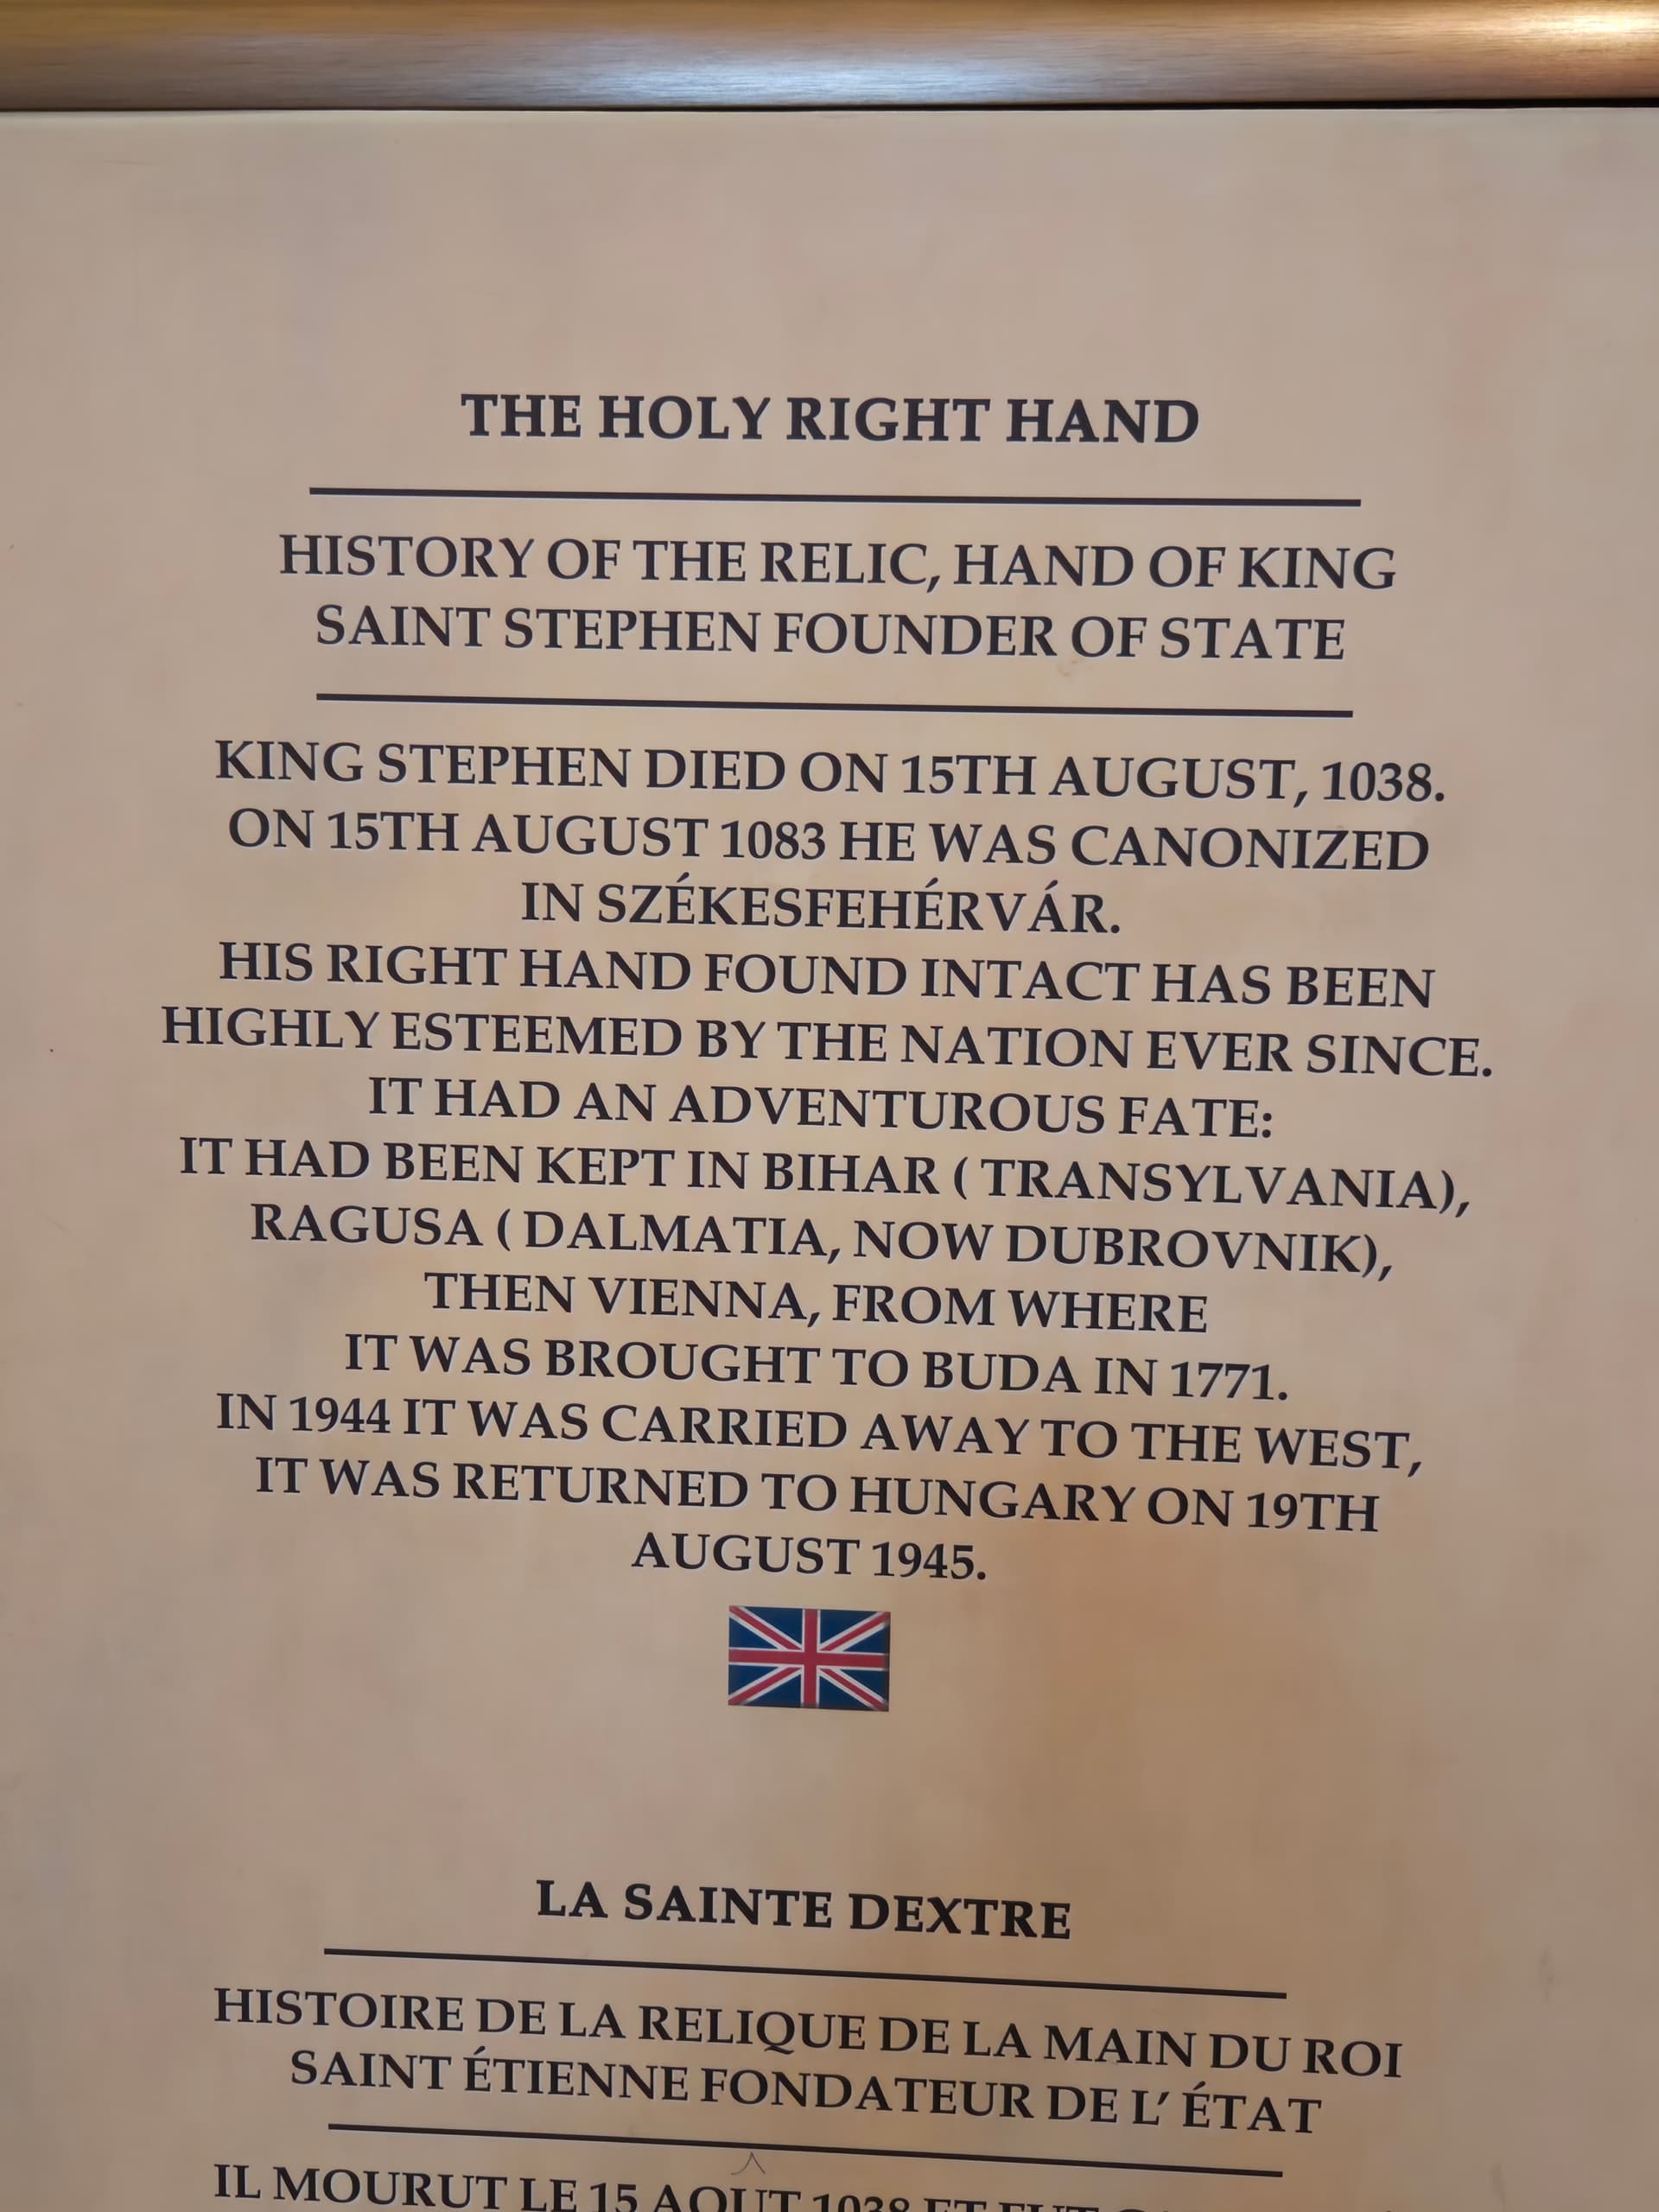 THE HOLY RIGHT HAND
HISTORY OF THE RELIC, HAND OF KING
SAINT STEPHEN FOUNDER OF STATE
KING STEPHEN DIED ON 15TH AUGUST, 1038.
ON 15TH AUGUST 1083 HE WAS CANONIZED
IN SZÉKESFEHÉRVÁR.
HIS RIGHT HAND FOUND INTACT HAS BEEN
HIGHLY ESTEEMED BY THE NATION EVER SINCE.
IT HAD AN ADVENTUROUS FATE:
IT HAD BEEN KEPT IN BIHAR ( TRANSYLVANIA),
RAGUSA ( DALMATIA, NOW DUBROVNIK),
THEN VIENNA, FROM WHERE
IT WAS BROUGHT TO BUDA IN 1771.
IN 1944 IT WAS CARRIED AWAY TO THE WEST,
IT WAS RETURNED TO HUNGARY ON 19TH
AUGUST 1945.
LA SAINTE DEXTRE
HISTOIRE DE LA RELIQUE DE LA MAIN DU ROI
SAINT ÉTIENNE FONDATEUR DE L' ÉTAT
IL MOURUT LE 15 AOUT 1038 ET FUT